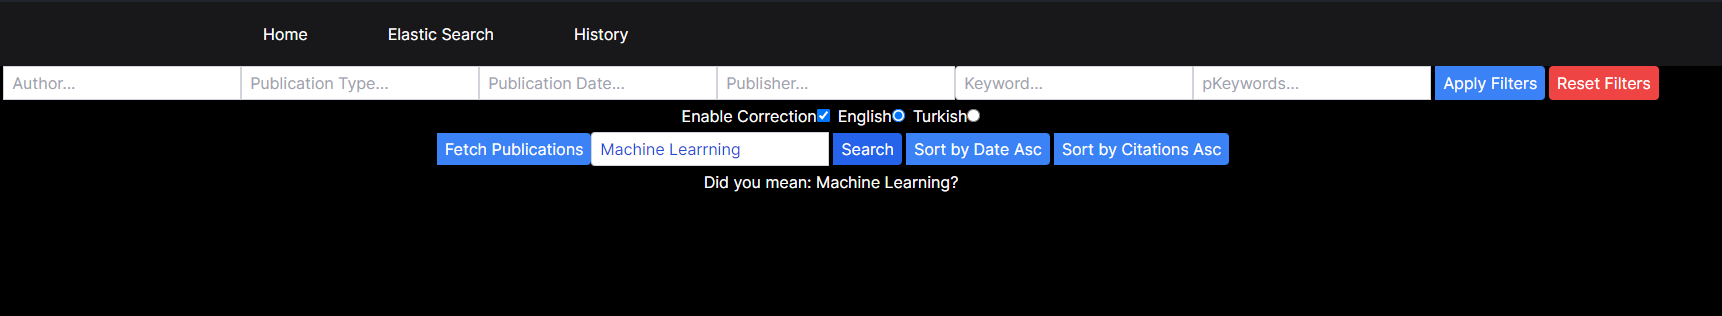 Home Elastic Search History
Author... Publication Type... Publication Date... Publisher... Keyword... pKeywords... Apply Filters Reset Filters
Enable Correction English Turkish
Fetch Publications Machine Learrning Search Sort by Date Asc Sort by Citations Asc
Did you mean: Machine Learning?